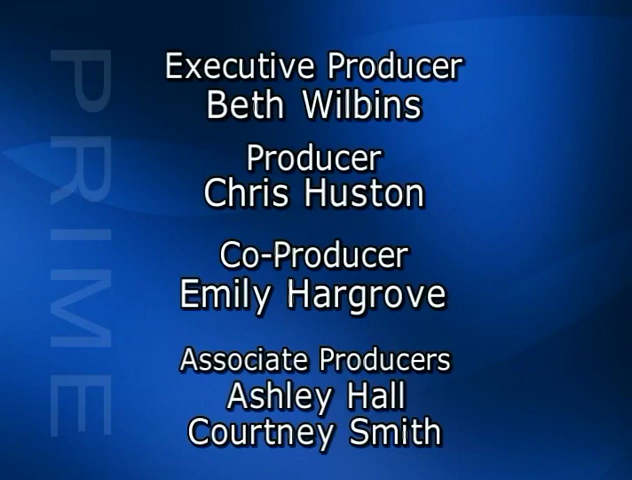 PRIME
Executive Producer
Beth Wilbins
Producer
Chris Huston
Co-Producer
Emily Hargrove
Associate Producers
Ashley Hall
Courtney Smith